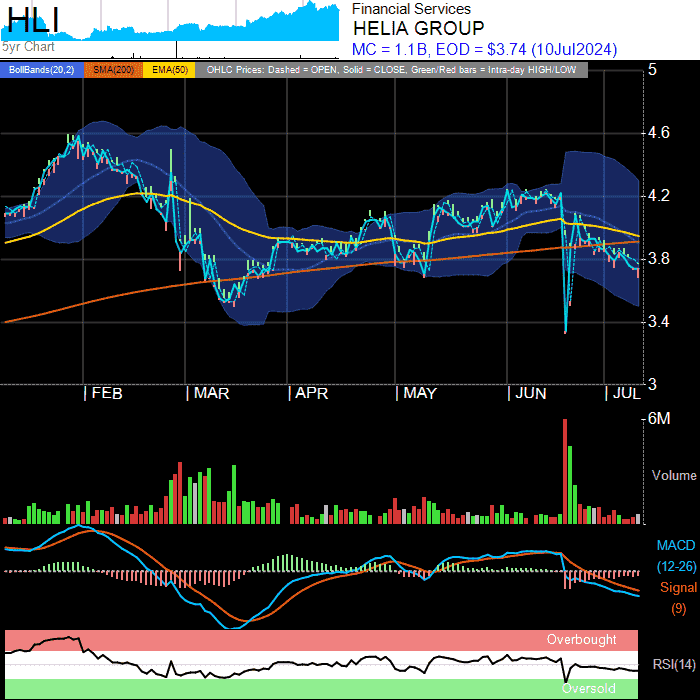 HLI
5yr Chart
Financial Services
HELIA GROUP
MC = 1.1B, EOD = $3.74 (10Jul2024)
BollBands(20,2) SMA(200) EMA(50) OHLC Prices: Dashed = OPEN, Solid = CLOSE, Green/Red bars = Intra-day HIGH/LOW
5
4.6
4.2
3.8
3.4
3
FEB MAR APR MAY JUN JUL
6M
Volume
MACD
(12-26)
Signal
(9)
Overbought
RSI(14)
Oversold